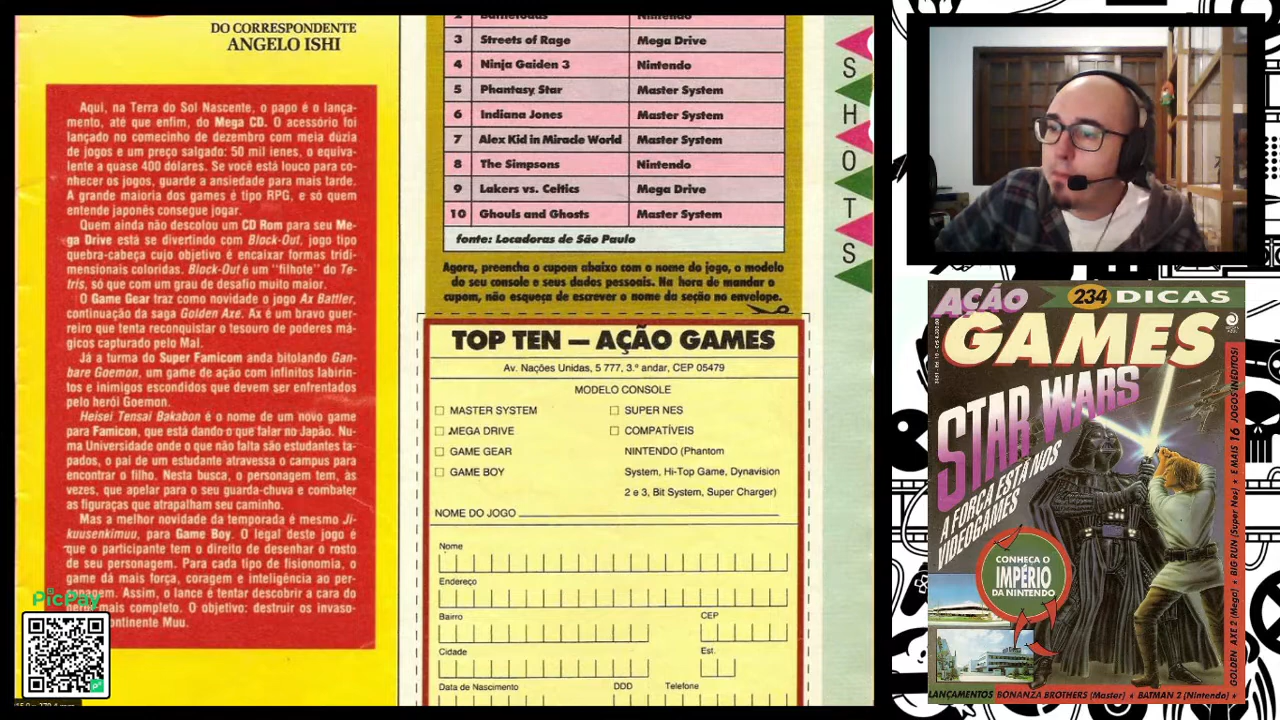 DO CORRESPONDENTE
ANGELO ISHI
Aqui, na Terra do Sol Nascente, o papo é o lança-
mento, até que enfim, do Mega CD. O acessório foi
lançado no comecinho de dezembro com meia dúzia
de jogos e um preço salgado: 50 mil ienes, o equiva-
lente a quase 400 dólares. Se você está louco para co-
nhecer os jogos, guarde a ansiedade para mais tarde.
A grande maioria dos games é tipo RPG, e só quem
entende japonês consegue jogar.
Quem ainda não descolou um CD Rom para seu Me-
ga Drive está se divertindo com Block-Out, jogo tipo
quebra-cabeça cujo objetivo é encaixar formas tridi-
mensionais coloridas. Block-Out é um "filhote" do Te-
tris, só que com um grau de desafio muito maior.
O Game Gear traz como novidade o jogo Ax Battler,
continuação da saga Golden Axe. Ax é um bravo guer-
reiro que tenta reconquistar o tesouro de poderes má-
gicos capturado pelo Mal.
Já a turma do Super Famicom anda bitolando Gan-
bare Goemon, um game de ação com infinitos labirin-
tos e inimigos escondidos que devem ser enfrentados
pelo herói Goemon.
Heisei Tensai Bakabon é o nome de um novo game
para Famicon, que está dando o que falar no Japão. Nu-
ma Universidade onde o que não falta são estudantes ta-
pados, o pai de um estudante atravessa o campus para
encontrar o filho. Nesta busca, o personagem tem, as
vezes, que apelar para o seu guarda-chuva e combater
as figuraças que atrapalham seu caminho.
Mas a melhor novidade da temporada é mesmo Ji-
kuusenkimuu, para Game Boy. O legal deste jogo é
que o participante tem o direito de desenhar o rosto
de seu personagem. Para cada tipo de fisionomia, o
game dá mais força, coragem e inteligência ao per-
Assim, o lance é tentar descobrir a cara do
mais completo. O objetivo: destruir os invaso-
ontinente Muu.
PicPay
2 Nintendo
3 Streets of Rage Mega Drive
4 Ninja Gaiden 3 Nintendo
5 Phantasy Star Master System
6 Indiana Jones Master System
7 Alex Kid in Miracle World Master System
8 The Simpsons Nintendo
9 Lakers vs. Celtics Mega Drive
10 Ghouls and Ghosts Master System
fonte: Locadoras de São Paulo
Agora, preencha o cupom abaixo com o nome do jogo, o modelo
do seu console e seus dados pessoais. Na hora de mandar o
cupom, não esqueça de escrever o nome da seção no envelope.
TOP TEN — AÇÃO GAMES
Av. Nações Unidas, 5 777, 3.º andar, CEP 05479
MODELO CONSOLE
MASTER SYSTEM SUPER NES
MEGA DRIVE COMPATÍVEIS
GAME GEAR NINTENDO (Phantom
GAME BOY System, Hi-Top Game, Dynavision
2 e 3, Bit System, Super Charger)
NOME DO JOGO
Nome
Endereço
Bairro CEP
Cidade Est.
Data de Nascimento DDD Telefone
SHOTS
AÇÃO 234 DICAS
GAMES
STAR WARS
A FORÇA ESTÁ NOS
VIDEOGAMES
CONHEÇA O
IMPÉRIO
DA NINTENDO
GOLDEN AXE 2 (Mega) * BIG RUN (Super Nes) * E MAIS 16 JOGOS INÉDITOS!
LANÇAMENTOS BONANZA BROTHERS (Master) * BATMAN 2 (Nintendo) *